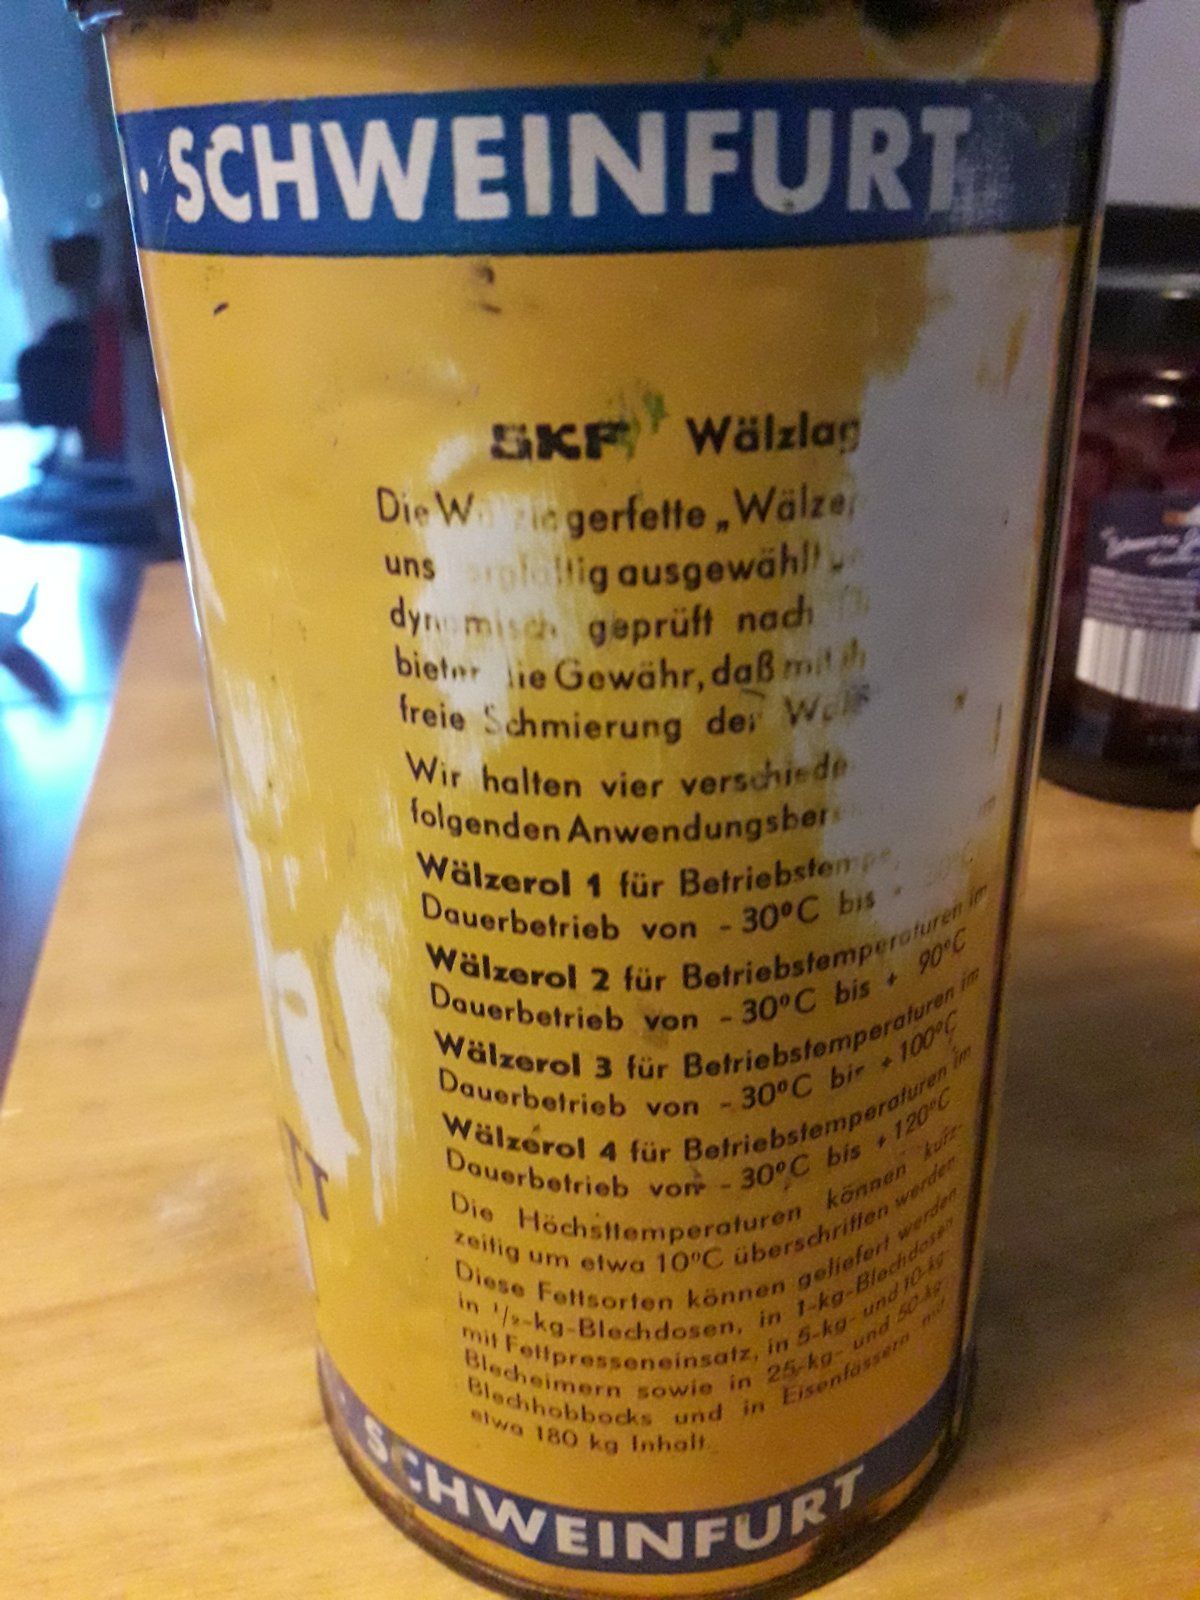 SCHWEINFURT
SKF Wälzlag
Die gerfette „Wälzer
uns ausgewählt
geprüft nach
die Gewähr, daß
freie Schmierung der
Wir halten vier verschiede
folgenden Anwendungsber
Wälzerol 1 für Betriebstempe
Dauerbetrieb von - 30°C bis
Wälzerol 2 für Betriebstemperaturen im
Dauerbetrieb von - 30°C bis + 90°C
Wälzerol 3 für Betriebstemperaturen im
Dauerbetrieb von - 30°C bis + 100°C
Wälzerol 4 für Betriebstemperaturen im
Dauerbetrieb von - 30°C bis + 120°C
Die Höchsttemperaturen können kurz-
zeitig um etwa 10°C überschritten werden.
Diese Fettsorten können geliefert werden
in 1/2-kg-Blechdosen, in 1-kg-Blechdosen
mit Fettpresseneinsatz, in 5-kg- und 10-kg-
Blecheimern sowie in 25-kg- und 50-kg-
Blechhobbocks und in Eisenfässern mit
etwa 180 kg Inhalt.
TT
SCHWEINFURT